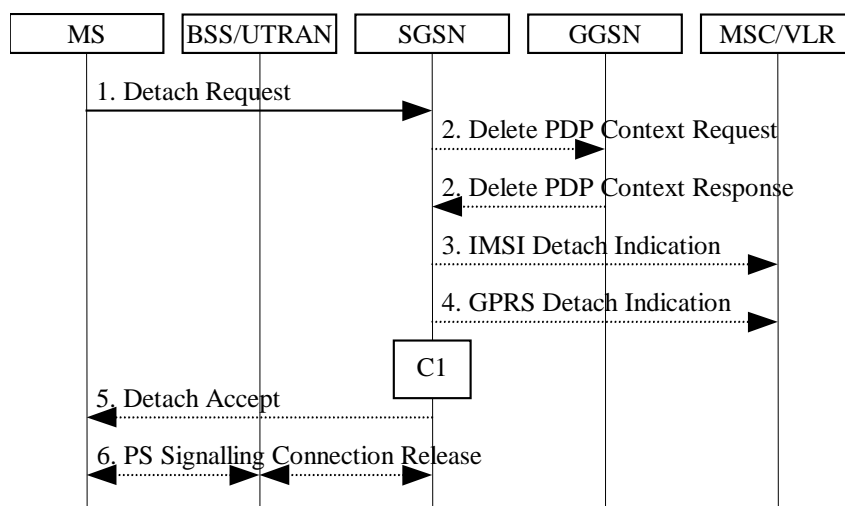 MS
BSS/UTRAN
SGSN
GGSN
MSC/VLR
1. Detach Request
2. Delete PDP Context Request
2. Delete PDP Context Response
3. IMSI Detach Indication
4. GPRS Detach Indication
C1
5. Detach Accept
6. PS Signalling Connection Release